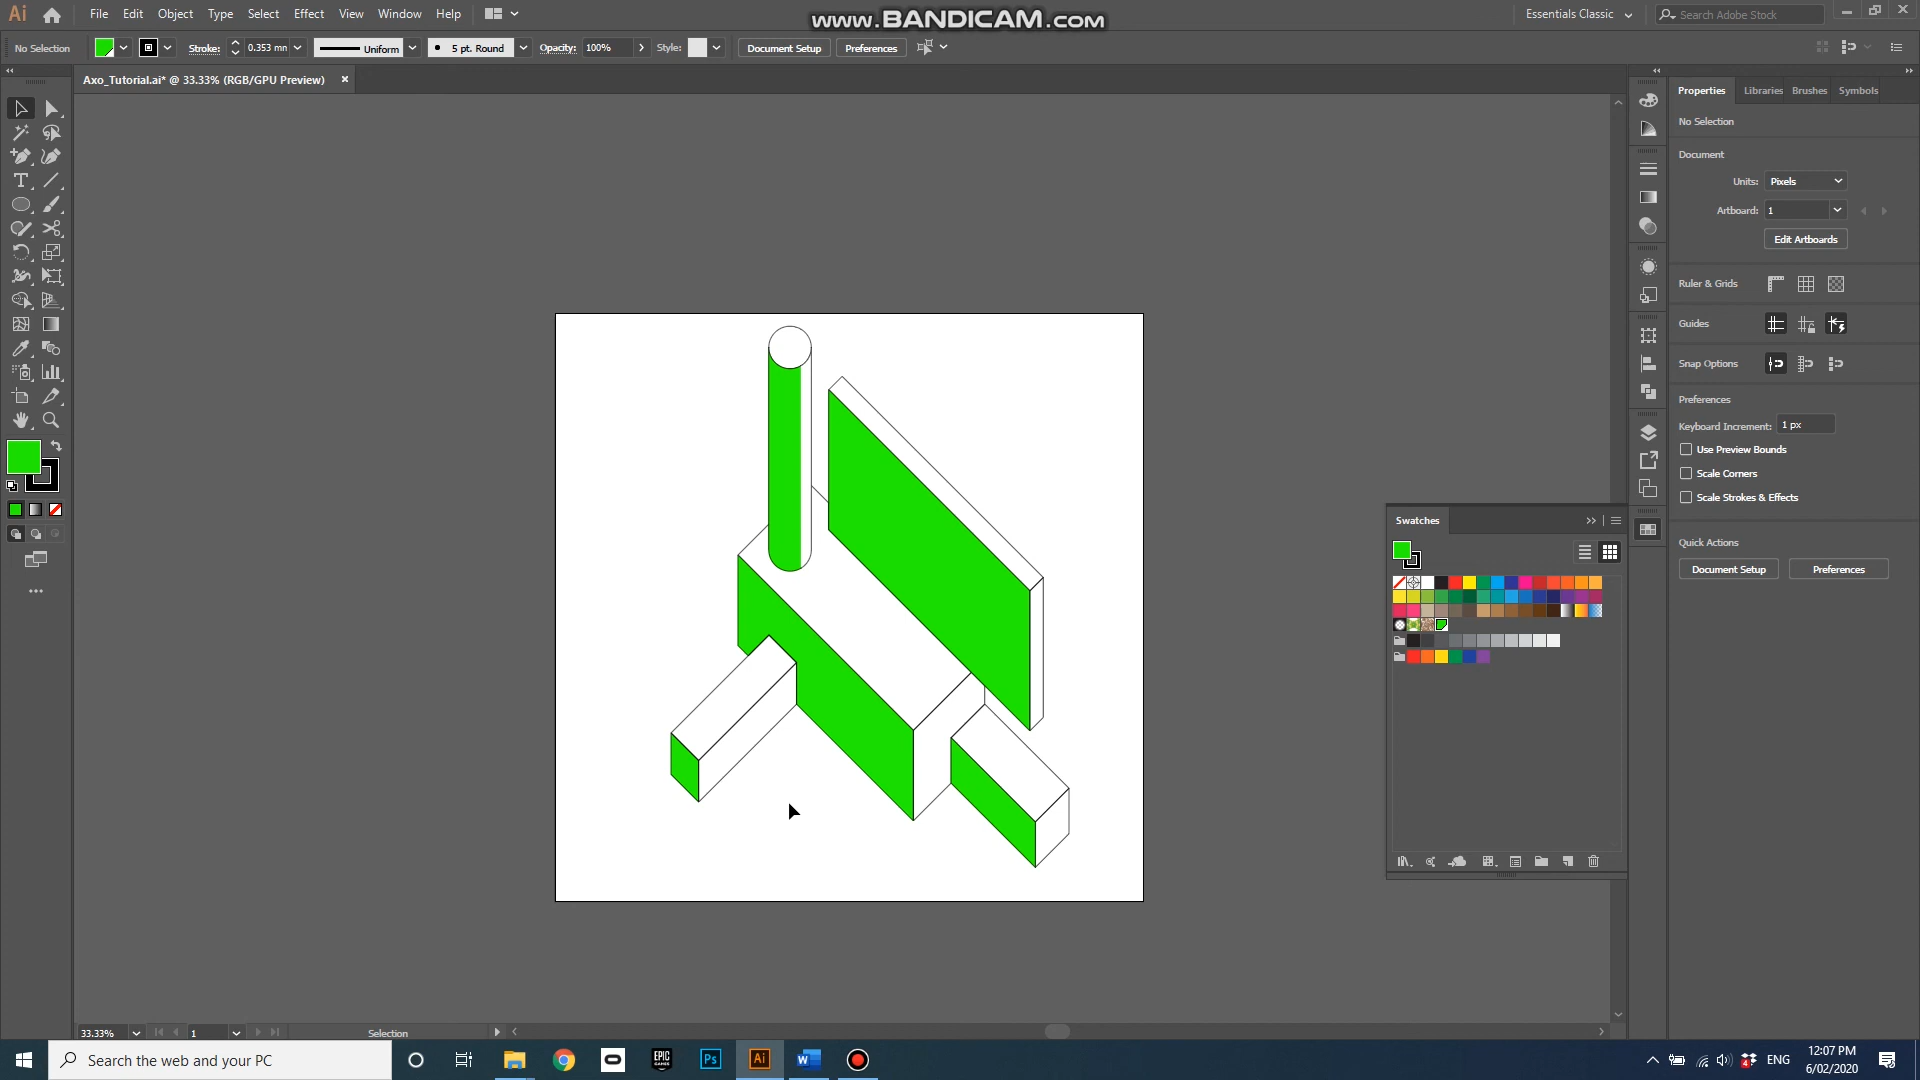 Ai File Edit Object Type Select Effect View Window Help
www.BANDICAM.com
Essentials Classic
Search Adobe Stock
No Selection
Stroke: 0.353 mm Uniform 5 pt. Round Opacity: 100% Style: Document Setup Preferences
Axo_Tutorial.ai* @ 33.33% (RGB/GPU Preview)
Properties Libraries Brushes Symbols
No Selection
Document
Units: Pixels
Artboard: 1
Edit Artboards
Ruler & Grids
Guides
Snap Options
Preferences
Keyboard Increment: 1 px
Use Preview Bounds
Scale Corners
Scale Strokes & Effects
Quick Actions
Document Setup Preferences
Swatches
33.33% 1 Selection
Search the web and your PC
EPIC GAMES
Ps
Ai
W
4
ENG
12:07 PM
6/02/2020